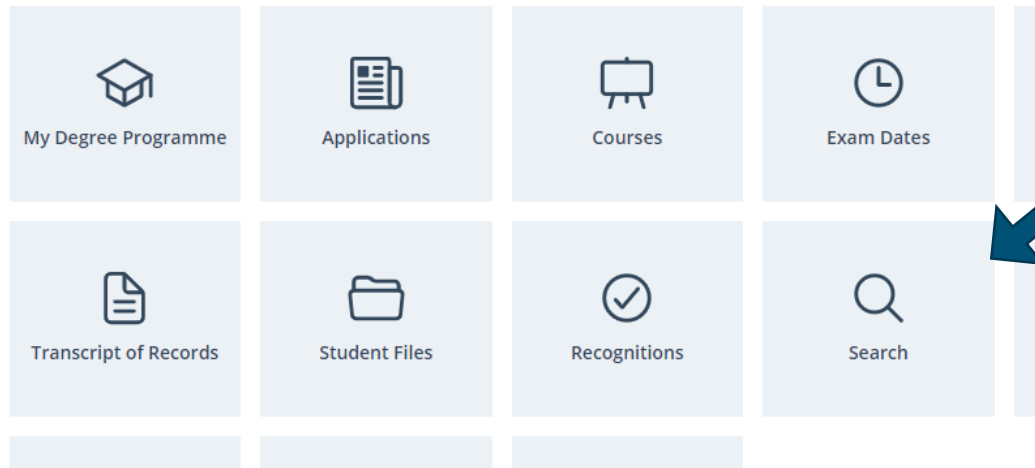 My Degree Programme
Applications
Courses
Exam Dates
Transcript of Records
Student Files
Recognitions
Search